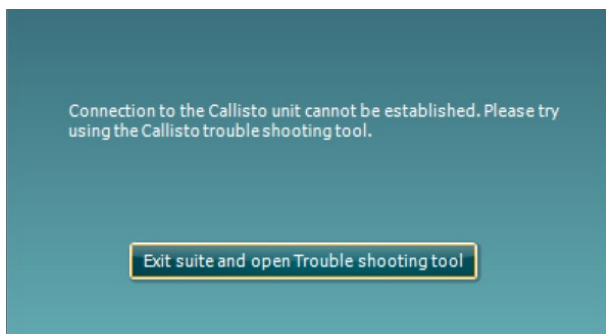 Connection to the Callisto unit cannot be established. Please try
using the Callisto trouble shooting tool.
Exit suite and open Trouble shooting tool